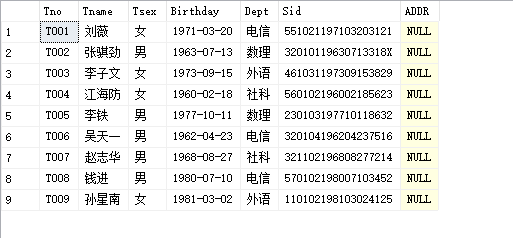 Tno Tname Tsex Birthday Dept Sid ADDR
1 T001 刘薇 女 1971-03-20 电信 551021197103203121 NULL
2 T002 张骐劲 男 1963-07-13 数理 32010119630713318X NULL
3 T003 李子文 女 1973-09-15 外语 461031197309153829 NULL
4 T004 江海防 女 1960-02-18 社科 560102196002185623 NULL
5 T005 李铁 男 1977-10-11 数理 230103197710118632 NULL
6 T006 吴天一 男 1962-04-23 电信 320104196204237516 NULL
7 T007 赵志华 男 1968-08-27 社科 321102196808277214 NULL
8 T008 钱进 男 1980-07-10 电信 570102198007103452 NULL
9 T009 孙星南 女 1981-03-02 外语 110102198103024125 NULL